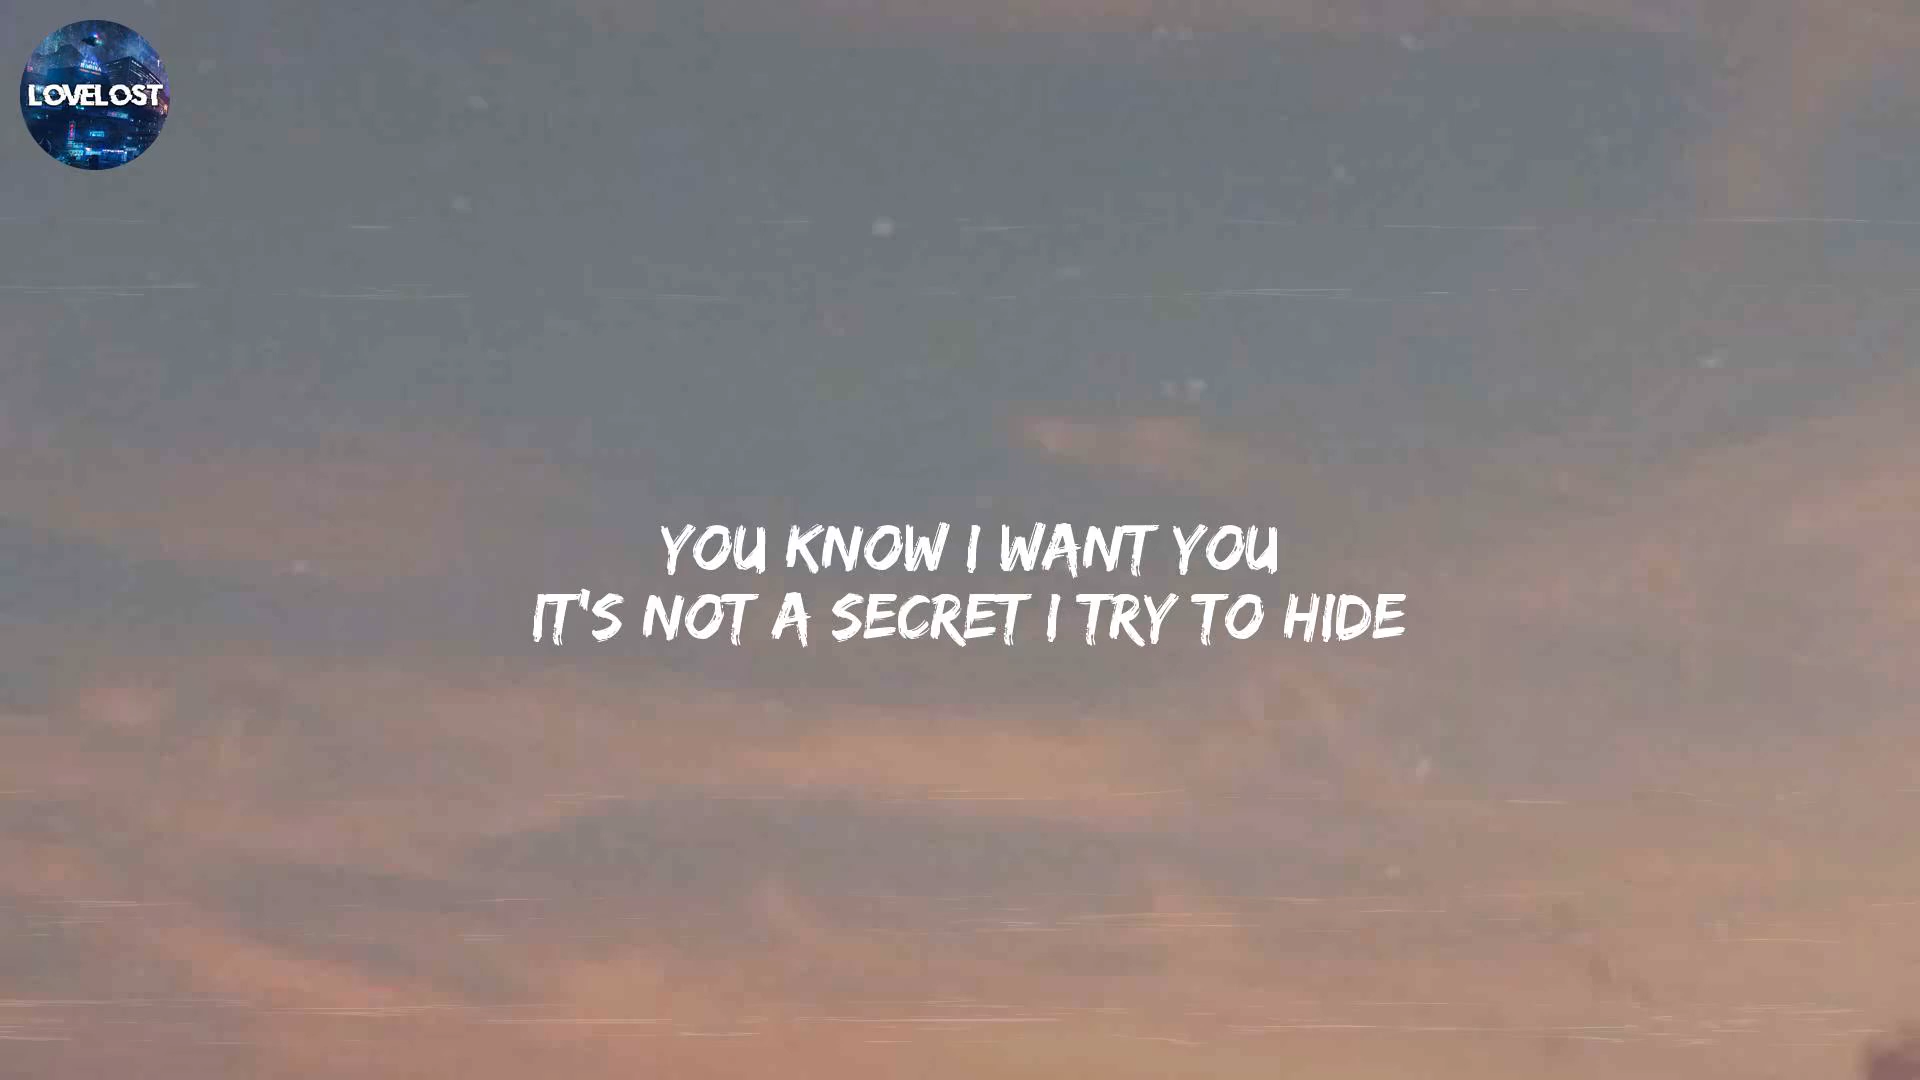 LOVELOST
YOU KNOW I WANT YOU
IT'S NOT A SECRET I TRY TO HIDE